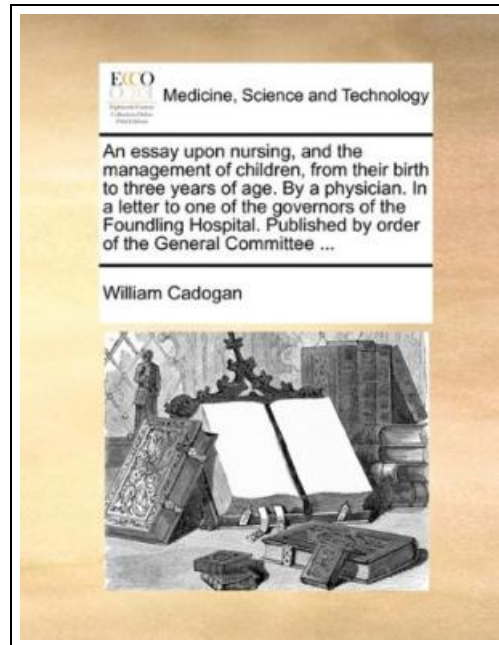 ECCO
Medicine, Science and Technology
An essay upon nursing, and the
management of children, from their birth
to three years of age. By a physician. In
a letter to one of the governors of the
Foundling Hospital. Published by order
of the General Committee ...
William Cadogan